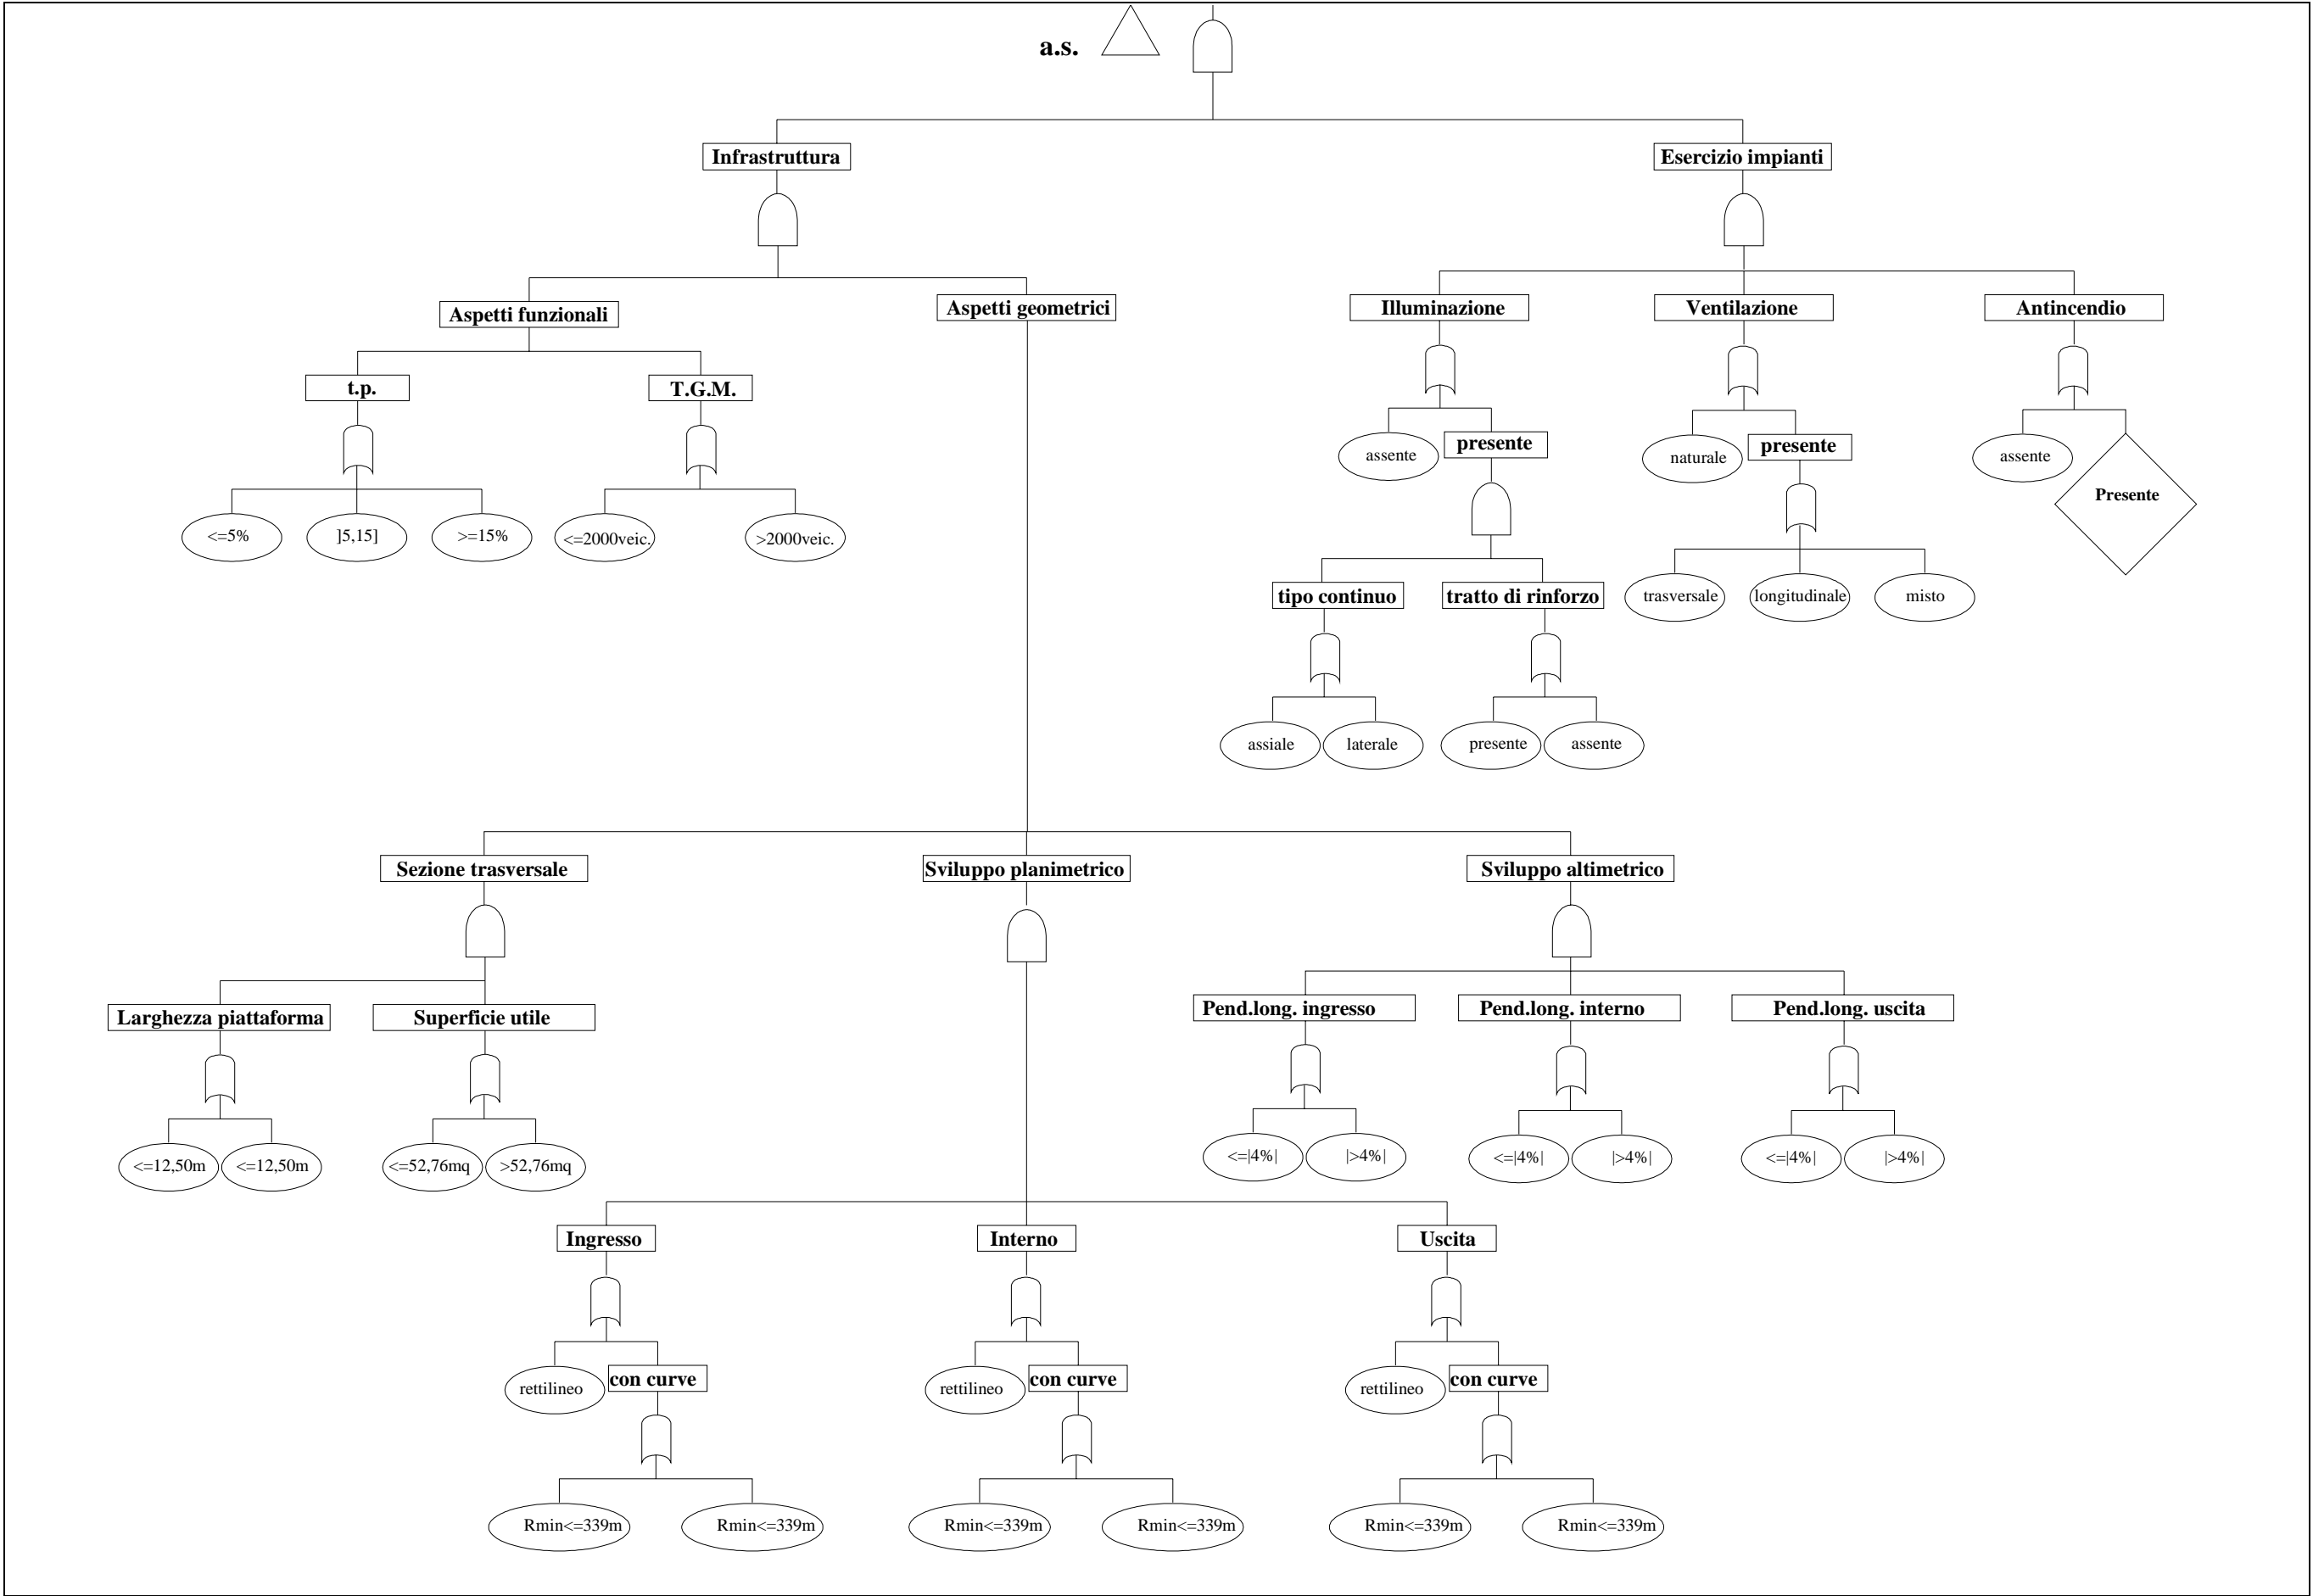 a.s.
Infrastruttura
Esercizio impianti
Aspetti funzionali
Aspetti geometrici
Illuminazione
Ventilazione
Antincendio
t.p.
T.G.M.
assente
presente
naturale
presente
assente
Presente
<=5%
]5,15]
>=15%
<=2000veic.
>2000veic.
tipo continuo
tratto di rinforzo
trasversale
longitudinale
misto
assiale
laterale
presente
assente
Sezione trasversale
Sviluppo planimetrico
Sviluppo altimetrico
Larghezza piattaforma
Superficie utile
Pend.long. ingresso
Pend.long. interno
Pend.long. uscita
<=12,50m
<=12,50m
<=52,76mq
>52,76mq
<=|4%|
|>4%|
<=|4%|
|>4%|
<=|4%|
|>4%|
Ingresso
Interno
Uscita
rettilineo
con curve
rettilineo
con curve
rettilineo
con curve
Rmin<=339m
Rmin<=339m
Rmin<=339m
Rmin<=339m
Rmin<=339m
Rmin<=339m